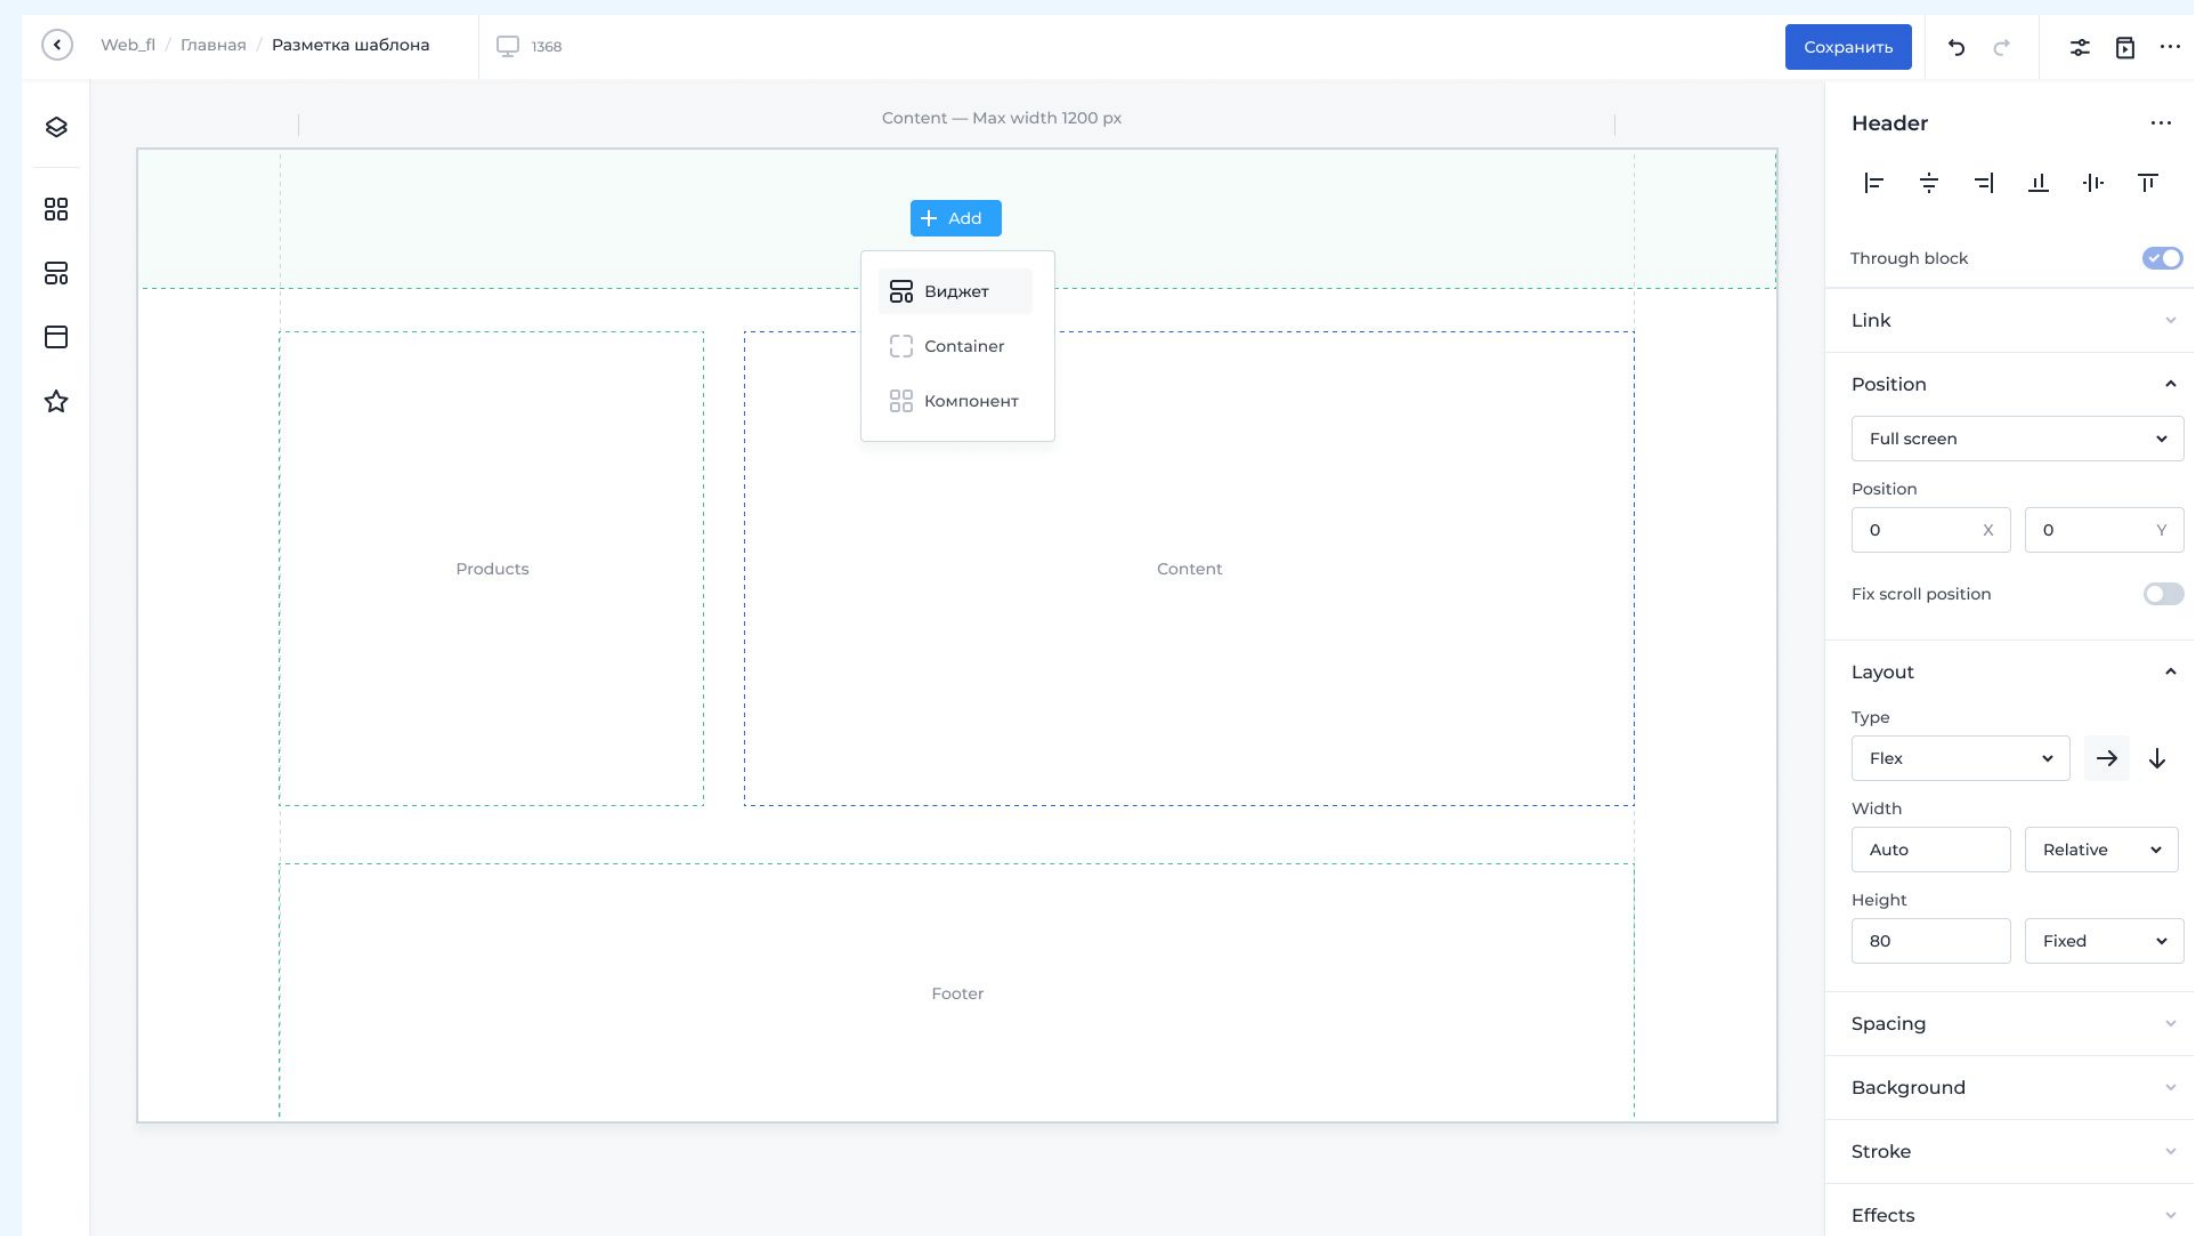 Web_fl / Главная / Разметка шаблона
1368
Сохранить
Content — Max width 1200 px
Add
Виджет
Container
Компонент
Products
Content
Footer
Header
Through block
Link
Position
Full screen
Position
0 X 0 Y
Fix scroll position
Layout
Type
Flex
Width
Auto Relative
Height
80 Fixed
Spacing
Background
Stroke
Effects